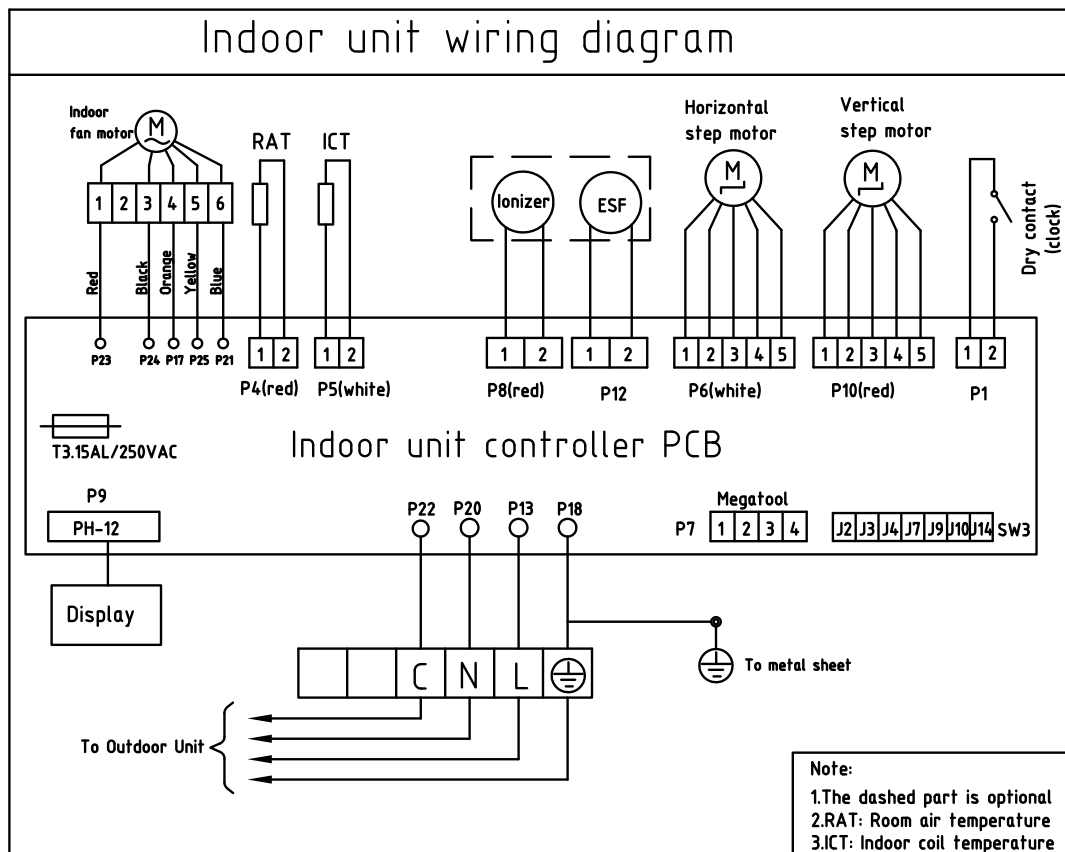 Indoor unit wiring diagram
Indoor
fan motor
M
RAT
ICT
Ionizer
ESF
Horizontal
step motor
M
Vertical
step motor
M
Dry contact
(clock)
1 2 3 4 5 6
Red
Black
Orange
Yellow
Blue
P23
P24
P17
P25
P21
1 2
P4(red)
1 2
P5(white)
1 2
P8(red)
1 2
P12
1 2 3 4 5
P6(white)
1 2 3 4 5
P10(red)
1 2
P1
T3.15AL/250VAC
Indoor unit controller PCB
P9
PH-12
Display
P22
P20
P13
P18
Megatool
P7
1 2 3 4
J2 J3 J4 J7 J9 J10 J14 SW3
C N L
To metal sheet
To Outdoor Unit
Note:
1.The dashed part is optional
2.RAT: Room air temperature
3.ICT: Indoor coil temperature